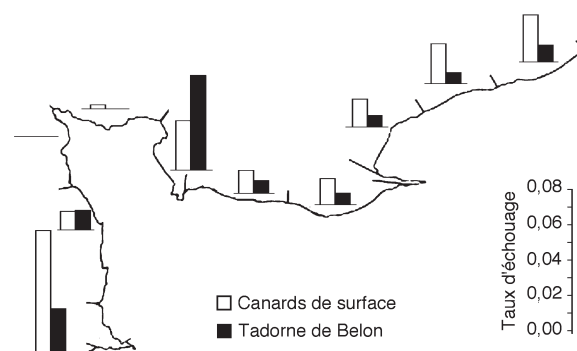 0,08
0,06
0,04
0,02
0,00
Taux d'échouage
Canards de surface
Tadorne de Belon